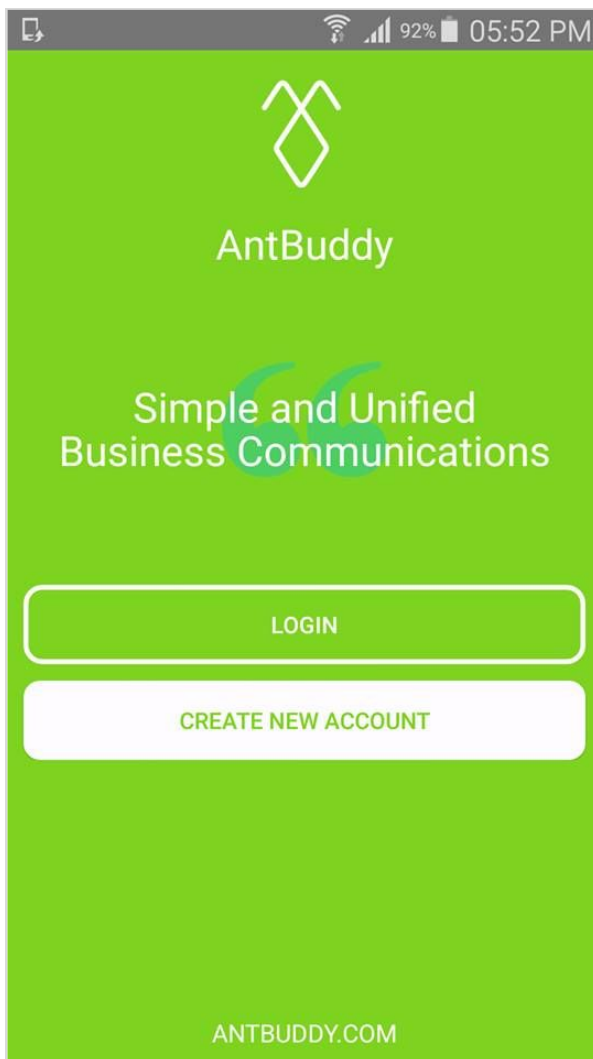 92% 05:52 PM
AntBuddy
Simple and Unified
Business Communications
LOGIN
CREATE NEW ACCOUNT
ANTBUDDY.COM